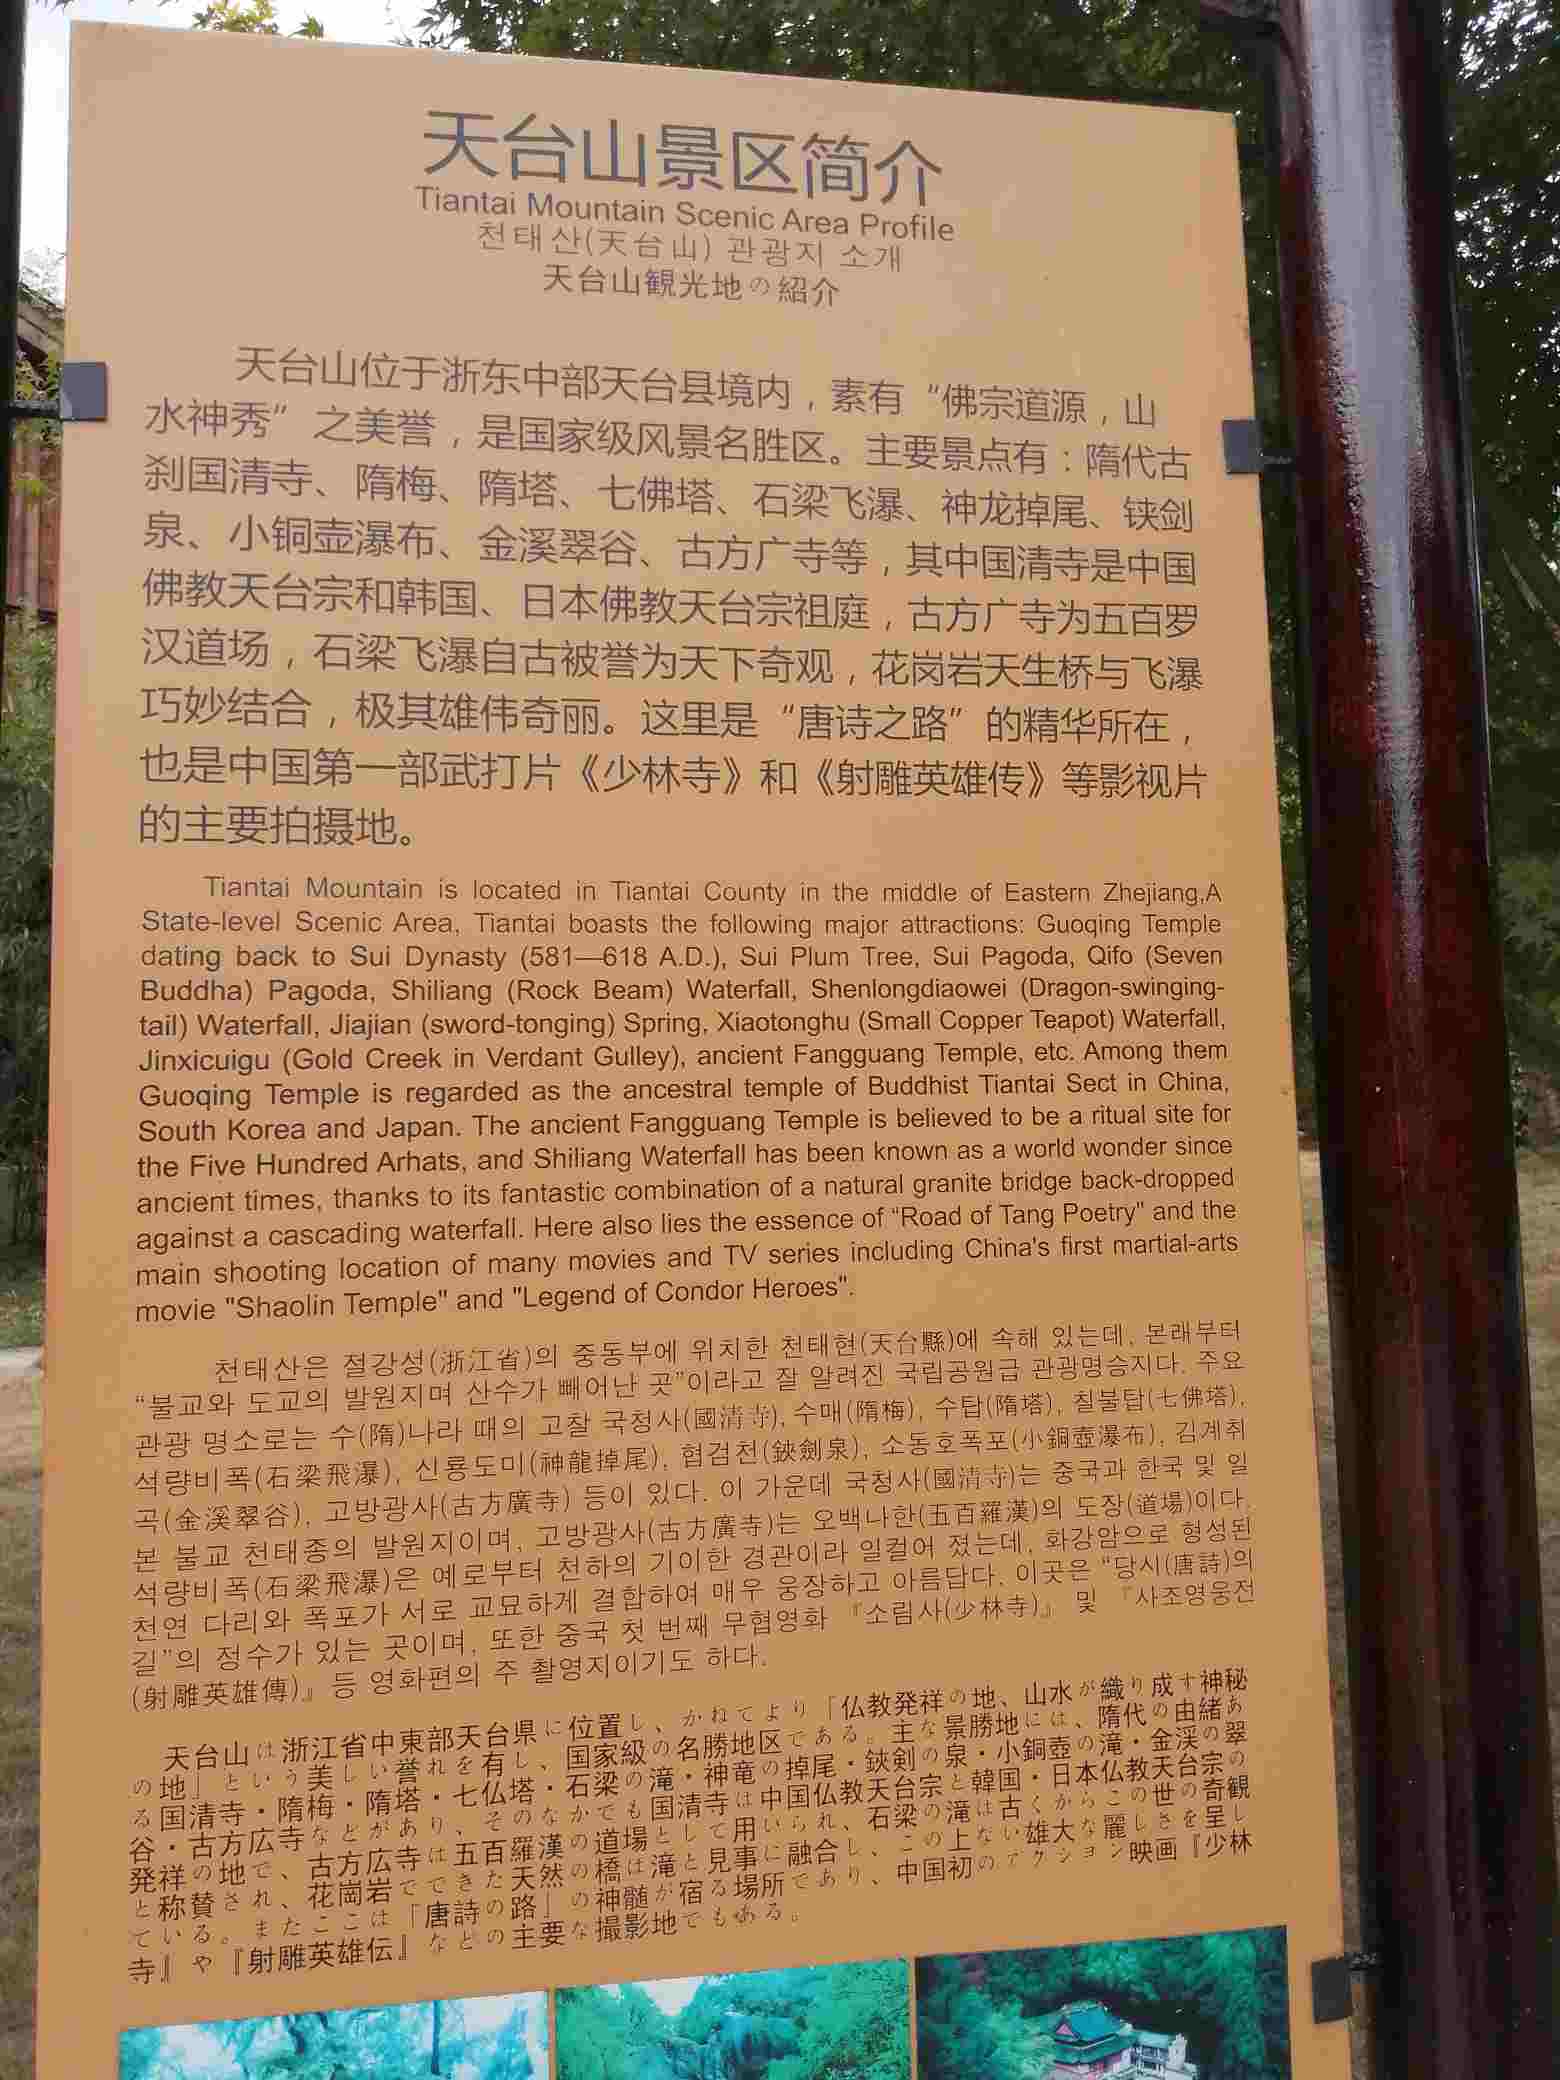 天台山景区简介
Tiantai Mountain Scenic Area Profile
천태산(天台山) 관광지 소개
天台山観光地の紹介
天台山位于浙东中部天台县境内，素有“佛宗道源，山
水神秀”之美誉，是国家级风景名胜区。主要景点有：隋代古
刹国清寺、隋梅、隋塔、七佛塔、石梁飞瀑、神龙掉尾、铗剑
泉、小铜壶瀑布、金溪翠谷、古方广寺等，其中国清寺是中国
佛教天台宗和韩国、日本佛教天台宗祖庭，古方广寺为五百罗
汉道场，石梁飞瀑自古被誉为天下奇观，花岗岩天生桥与飞瀑
巧妙结合，极其雄伟奇丽。这里是“唐诗之路”的精华所在，
也是中国第一部武打片《少林寺》和《射雕英雄传》等影视片
的主要拍摄地。
Tiantai Mountain is located in Tiantai County in the middle of Eastern Zhejiang,A
State-level Scenic Area, Tiantai boasts the following major attractions: Guoqing Temple
dating back to Sui Dynasty (581—618 A.D.), Sui Plum Tree, Sui Pagoda, Qifo (Seven
Buddha) Pagoda, Shiliang (Rock Beam) Waterfall, Shenlongdiaowei (Dragon-swinging-
tail) Waterfall, Jiajian (sword-tonging) Spring, Xiaotonghu (Small Copper Teapot) Waterfall,
Jinxicuigu (Gold Creek in Verdant Gulley), ancient Fangguang Temple, etc. Among them
Guoqing Temple is regarded as the ancestral temple of Buddhist Tiantai Sect in China,
South Korea and Japan. The ancient Fangguang Temple is believed to be a ritual site for
the Five Hundred Arhats, and Shiliang Waterfall has been known as a world wonder since
ancient times, thanks to its fantastic combination of a natural granite bridge back-dropped
against a cascading waterfall. Here also lies the essence of “Road of Tang Poetry” and the
main shooting location of many movies and TV series including China's first martial-arts
movie "Shaolin Temple" and "Legend of Condor Heroes".
천태산은 절강성(浙江省)의 중동부에 위치한 천태현(天台縣)에 속해 있는데, 본래부터
“불교와 도교의 발원지며 산수가 빼어난 곳”이라고 잘 알려진 국립공원급 관광명승지다. 주요
관광 명소로는 수(隋)나라 때의 고찰 국청사(國清寺), 수매(隋梅), 수탑(隋塔), 칠불탑(七佛塔),
석량비폭(石梁飛瀑), 신룡도미(神龍掉尾), 협검천(鋏劍泉), 소동호폭포(小銅壺瀑布), 김계취
곡(金溪翠谷), 고방광사(古方廣寺) 등이 있다. 이 가운데 국청사(國清寺)는 중국과 한국 및 일
본 불교 천태종의 발원지이며, 고방광사(古方廣寺)는 오백나한(五百羅漢)의 도장(道場)이다.
석량비폭(石梁飛瀑)은 예로부터 천하의 기이한 경관이라 일컬어 졌는데, 화강암으로 형성된
천연 다리와 폭포가 서로 교묘하게 결합하여 매우 웅장하고 아름답다. 이곳은 “당시(唐詩)의
길”의 정수가 있는 곳이며, 또한 중국 첫 번째 무협영화 『소림사(少林寺)』 및 『사조영웅전
(射雕英雄傳)』 등 영화편의 주 촬영지이기도 하다.
天台山は浙江省中東部天台県に位置し、かねてより「仏教発祥の地、山水が織り成す神秘
の地」という美しい誉れを有し、国家級の名勝地区である。主な景勝地には、隋代の由緒あ
る国清寺・隋梅・隋塔・七仏塔・石梁の滝・神竜の掉尾・鋏剣の泉・小銅壺の滝・金渓の翠
谷・古方広寺などがあり、そのなかでも国清寺は中国仏教天台宗と韓国・日本仏教天台宗の
発祥の地で、古方広寺は五百羅漢の道場として用いられ、石梁の滝は古くからこの世の奇観
と称賛され、花崗岩でできた天然の橋は滝と見事に融合し、この上ない雄大な麗しさを呈し
ている。またここは「唐詩の路」の神髄が宿る場所であり、中国初のアクション映画『少林
寺』や『射雕英雄伝』などの主要な撮影地でもある。